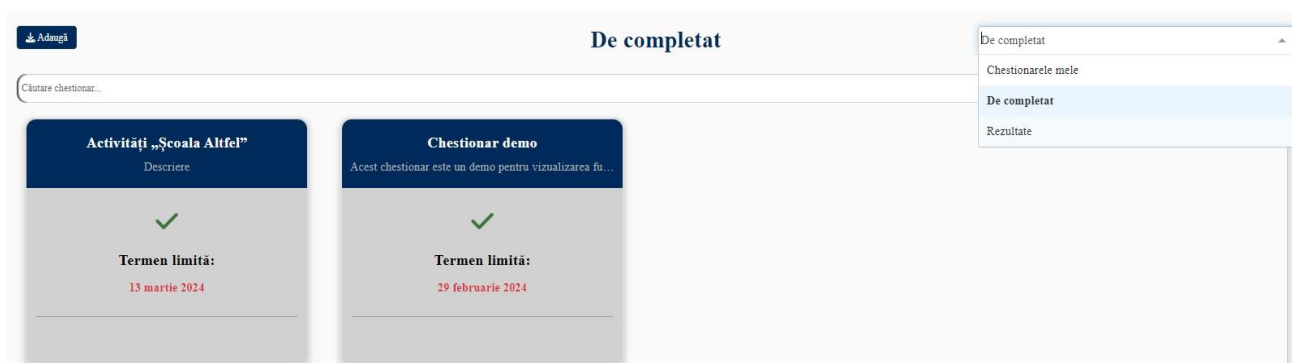 Adaugă
De completat
De completat
Chestionarele mele
De completat
Rezultate
Căutare chestionar...
Activități „Școala Altfel”
Descriere
Termen limită:
13 martie 2024
Chestionar demo
Acest chestionar este un demo pentru vizualizarea fu...
Termen limită:
29 februarie 2024